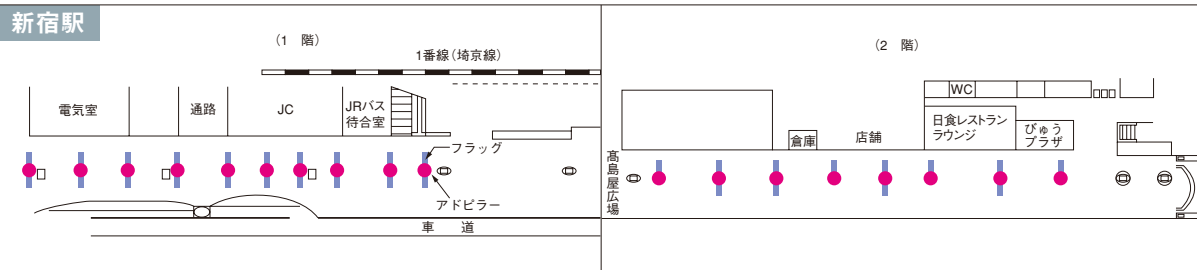 新宿駅
（1　階）
1番線（埼京線）
電気室
通路
JC
JRバス
待合室
フラッグ
アドピラー
車　道
（2　階）
WC
倉庫
店舗
日食レストラン
ラウンジ
びゅう
プラザ
髙島屋広場